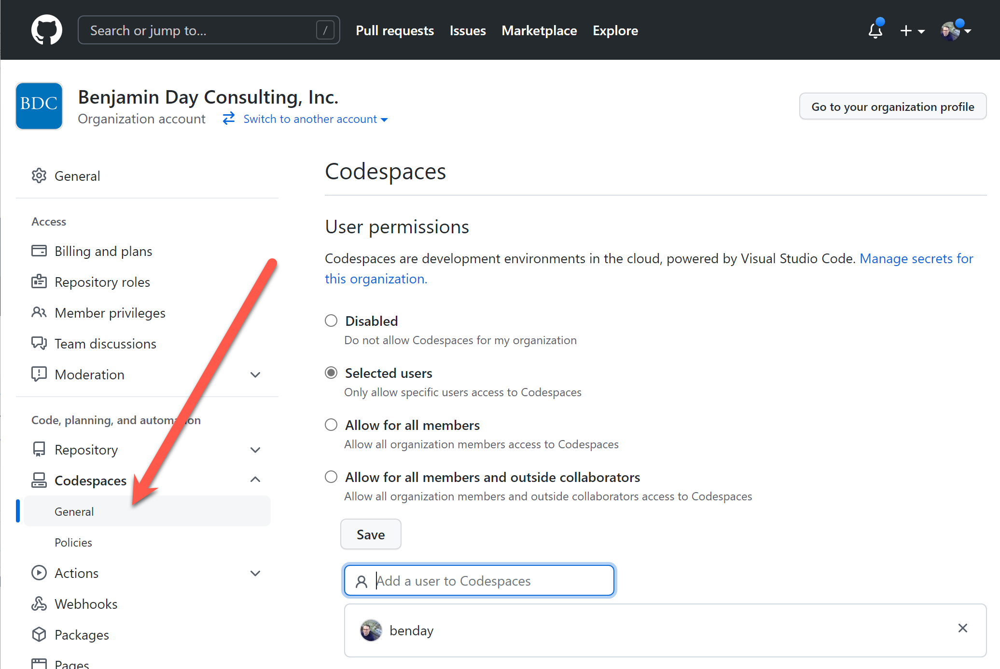 Search or jump to...
/
Pull requests
Issues
Marketplace
Explore
BDC
Benjamin Day Consulting, Inc.
Organization account
Switch to another account
Go to your organization profile
General
Access
Billing and plans
Repository roles
Member privileges
Team discussions
Moderation
Code, planning, and automation
Repository
Codespaces
General
Policies
Actions
Webhooks
Packages
Pages
Codespaces
User permissions
Codespaces are development environments in the cloud, powered by Visual Studio Code. Manage secrets for
this organization.
Disabled
Do not allow Codespaces for my organization
Selected users
Only allow specific users access to Codespaces
Allow for all members
Allow all organization members access to Codespaces
Allow for all members and outside collaborators
Allow all organization members and outside collaborators access to Codespaces
Save
Add a user to Codespaces
benday